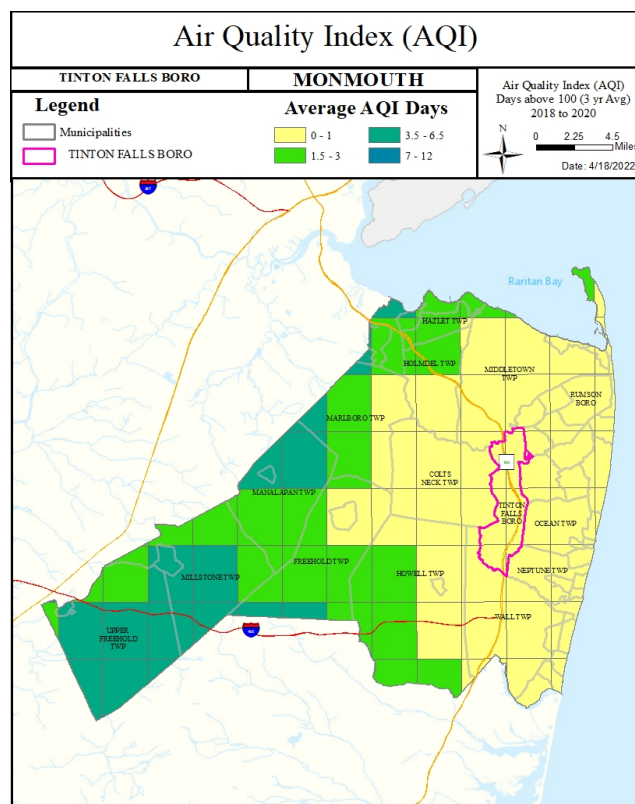 Air Quality Index (AQI)
TINTON FALLS BORO
MONMOUTH
Legend
Municipalities
TINTON FALLS BORO
Average AQI Days
0 - 1
3.5 - 6.5
1.5 - 3
7 - 12
Air Quality Index (AQI)
Days above 100 (3 yr Avg)
2018 to 2020
N
0 2.25 4.5
Miles
Date: 4/18/2022
Raritan Bay
HAZLET TWP
HOLMDEL TWP
MIDDLETOWN
TWP
RUMSON
BORO
MARLBORO TWP
COLTS
NECK TWP
MANALAPAN TWP
TINTON
FALLS
BORO
OCEAN TWP
FREEHOLD TWP
MILLSTONE TWP
HOWELL TWP
NEPTUNE TWP
WALL TWP
UPPER
FREEHOLD
TWP